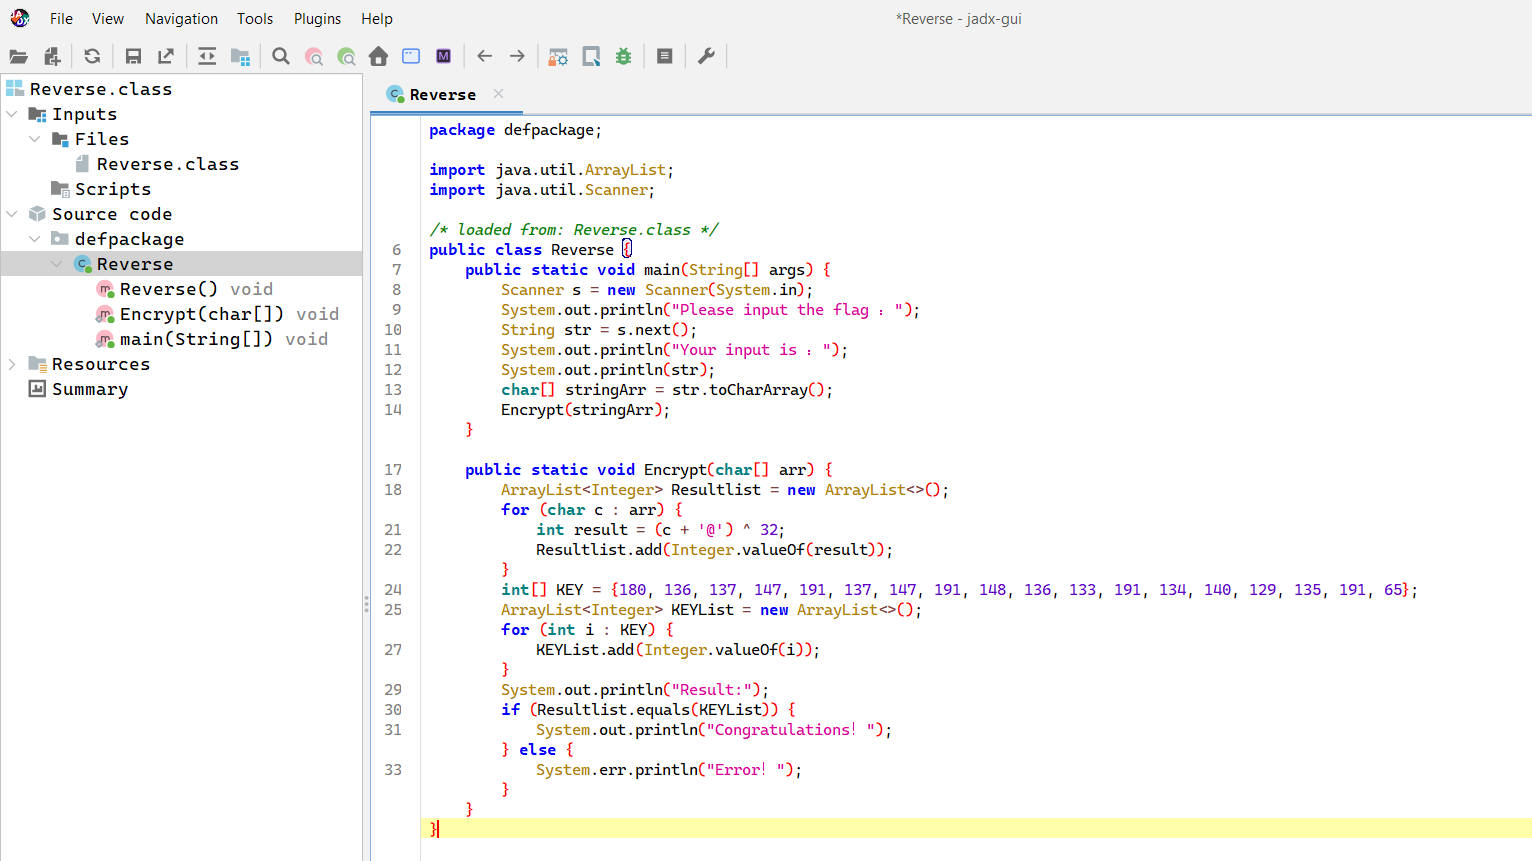 File View Navigation Tools Plugins Help
*Reverse - jadx-gui
Reverse.class
Inputs
Files
Reverse.class
Scripts
Source code
defpackage
Reverse
Reverse() void
Encrypt(char[]) void
main(String[]) void
Resources
Summary
Reverse
package defpackage;
import java.util.ArrayList;
import java.util.Scanner;
/* loaded from: Reverse.class */
6 public class Reverse {
7 public static void main(String[] args) {
8 Scanner s = new Scanner(System.in);
9 System.out.println("Please input the flag ：");
10 String str = s.next();
11 System.out.println("Your input is ：");
12 System.out.println(str);
13 char[] stringArr = str.toCharArray();
14 Encrypt(stringArr);
}
17 public static void Encrypt(char[] arr) {
18 ArrayList<Integer> Resultlist = new ArrayList<>();
for (char c : arr) {
21 int result = (c + '@') ^ 32;
22 Resultlist.add(Integer.valueOf(result));
}
24 int[] KEY = {180, 136, 137, 147, 191, 137, 147, 191, 148, 136, 133, 191, 134, 140, 129, 135, 191, 65};
25 ArrayList<Integer> KEYList = new ArrayList<>();
for (int i : KEY) {
27 KEYList.add(Integer.valueOf(i));
}
29 System.out.println("Result:");
30 if (Resultlist.equals(KEYList)) {
31 System.out.println("Congratulations！");
} else {
33 System.err.println("Error！");
}
}
}